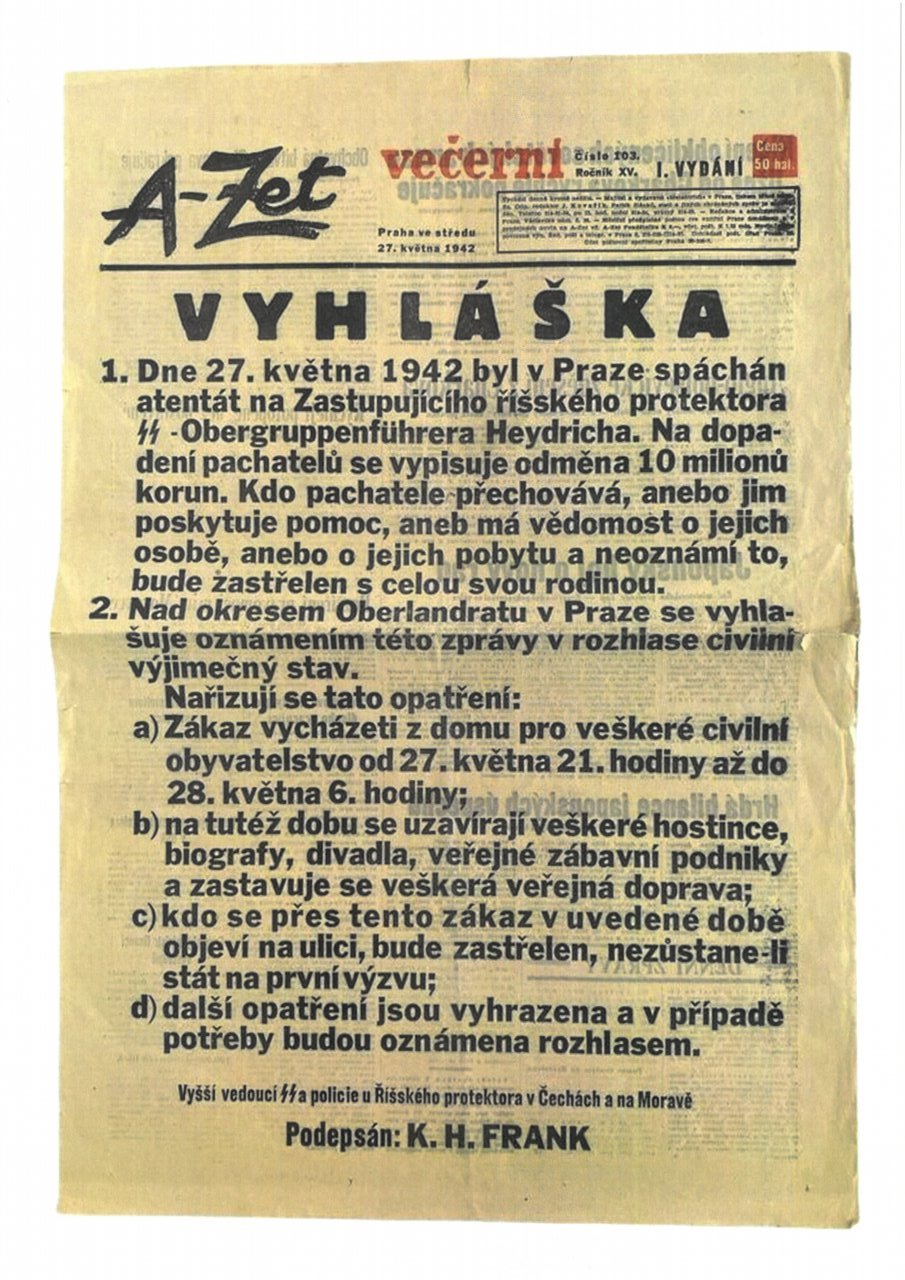 A-Zet
večerní
Číslo 103.
Ročník XV.
I. VYDÁNÍ
Cena
50 hal.
Praha ve středu
27. května 1942
VYHLÁŠKA
1. Dne 27. května 1942 byl v Praze spáchán
atentát na Zastupujícího říšského protektora
SS-Obergruppenführera Heydricha. Na dopa-
dení pachatelů se vypisuje odměna 10 milionů
korun. Kdo pachatele přechovává, anebo jim
poskytuje pomoc, aneb má vědomost o jejich
osobě, anebo o jejich pobytu a neoznámí to,
bude zastřelen s celou svou rodinou.
2. Nad okresem Oberlandratu v Praze se vyhla-
šuje oznámením této zprávy v rozhlase civilní
výjimečný stav.
Nařizují se tato opatření:
a) Zákaz vycházeti z domu pro veškeré civilní
obyvatelstvo od 27. května 21. hodiny až do
28. května 6. hodiny;
b) na tutéž dobu se uzavírají veškeré hostince,
biografy, divadla, veřejné zábavní podniky
a zastavuje se veškerá veřejná doprava;
c) kdo se přes tento zákaz v uvedené době
objeví na ulici, bude zastřelen, nezůstane-li
stát na první výzvu;
d) další opatření jsou vyhrazena a v případě
potřeby budou oznámena rozhlasem.
Vyšší vedoucí SS a policie u Říšského protektora v Čechách a na Moravě
Podepsán: K. H. FRANK